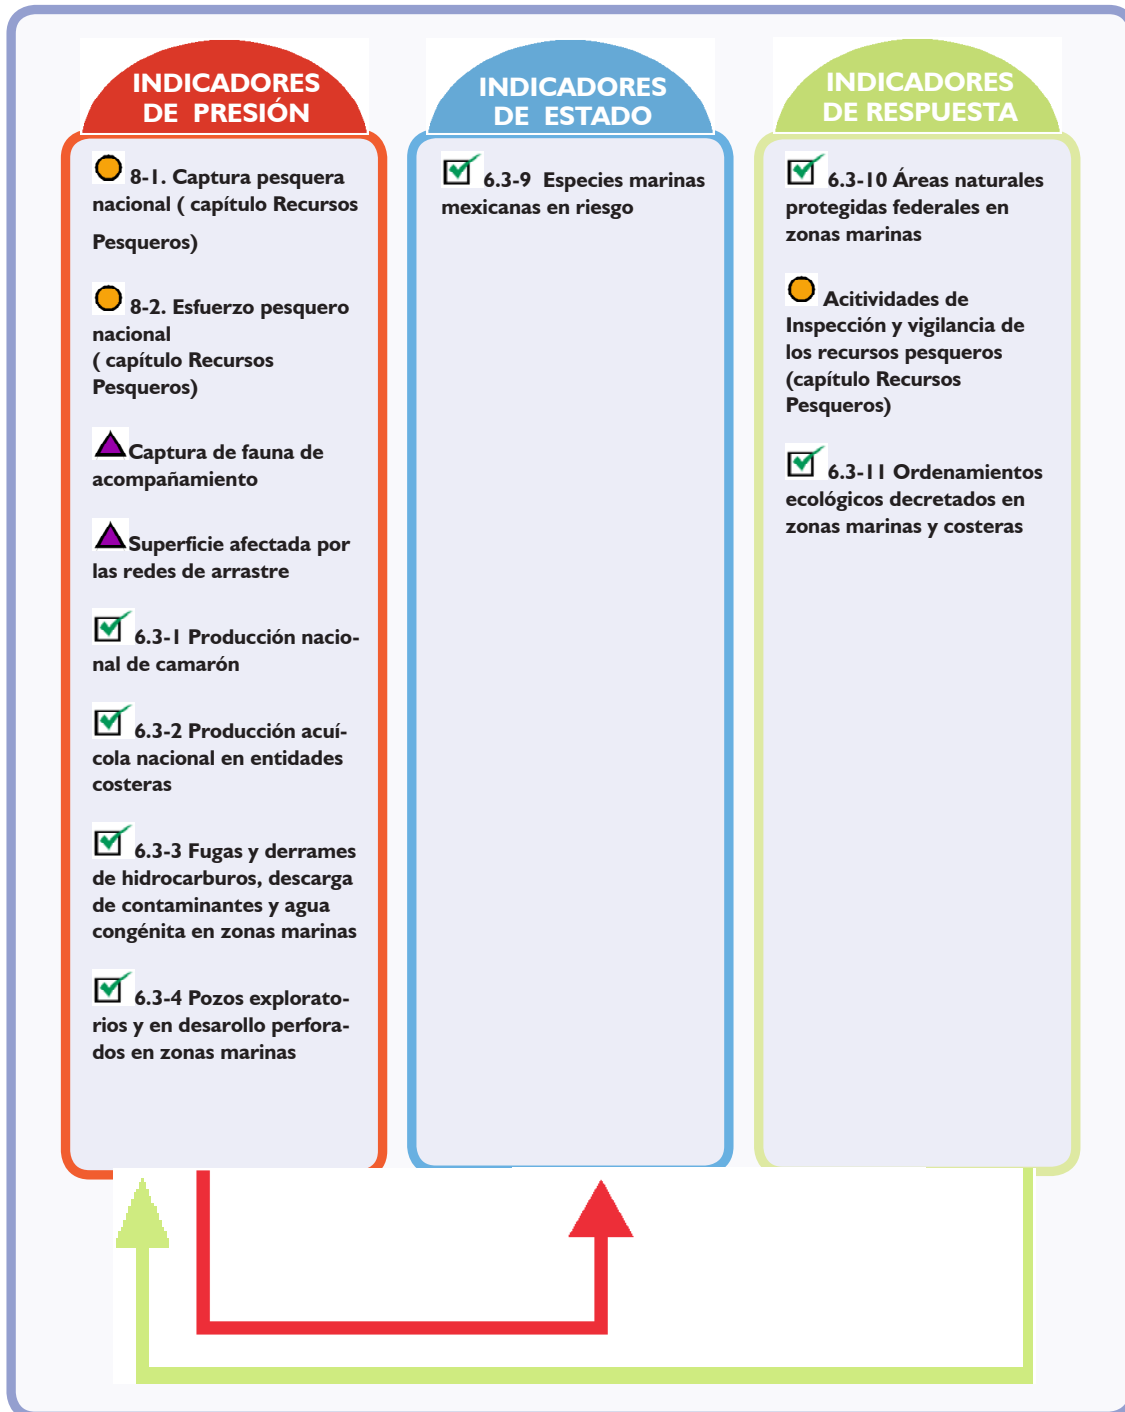 INDICADORES
DE PRESIÓN
8-1. Captura pesquera
nacional ( capítulo Recursos
Pesqueros)
8-2. Esfuerzo pesquero
nacional
( capítulo Recursos
Pesqueros)
Captura de fauna de
acompañamiento
Superficie afectada por
las redes de arrastre
6.3-1 Producción nacio-
nal de camarón
6.3-2 Producción acuí-
cola nacional en entidades
costeras
6.3-3 Fugas y derrames
de hidrocarburos, descarga
de contaminantes y agua
congénita en zonas marinas
6.3-4 Pozos explorato-
rios y en desarollo perfora-
dos en zonas marinas
INDICADORES
DE ESTADO
6.3-9 Especies marinas
mexicanas en riesgo
INDICADORES
DE RESPUESTA
6.3-10 Áreas naturales
protegidas federales en
zonas marinas
Acitividades de
Inspección y vigilancia de
los recursos pesqueros
(capítulo Recursos
Pesqueros)
6.3-11 Ordenamientos
ecológicos decretados en
zonas marinas y costeras